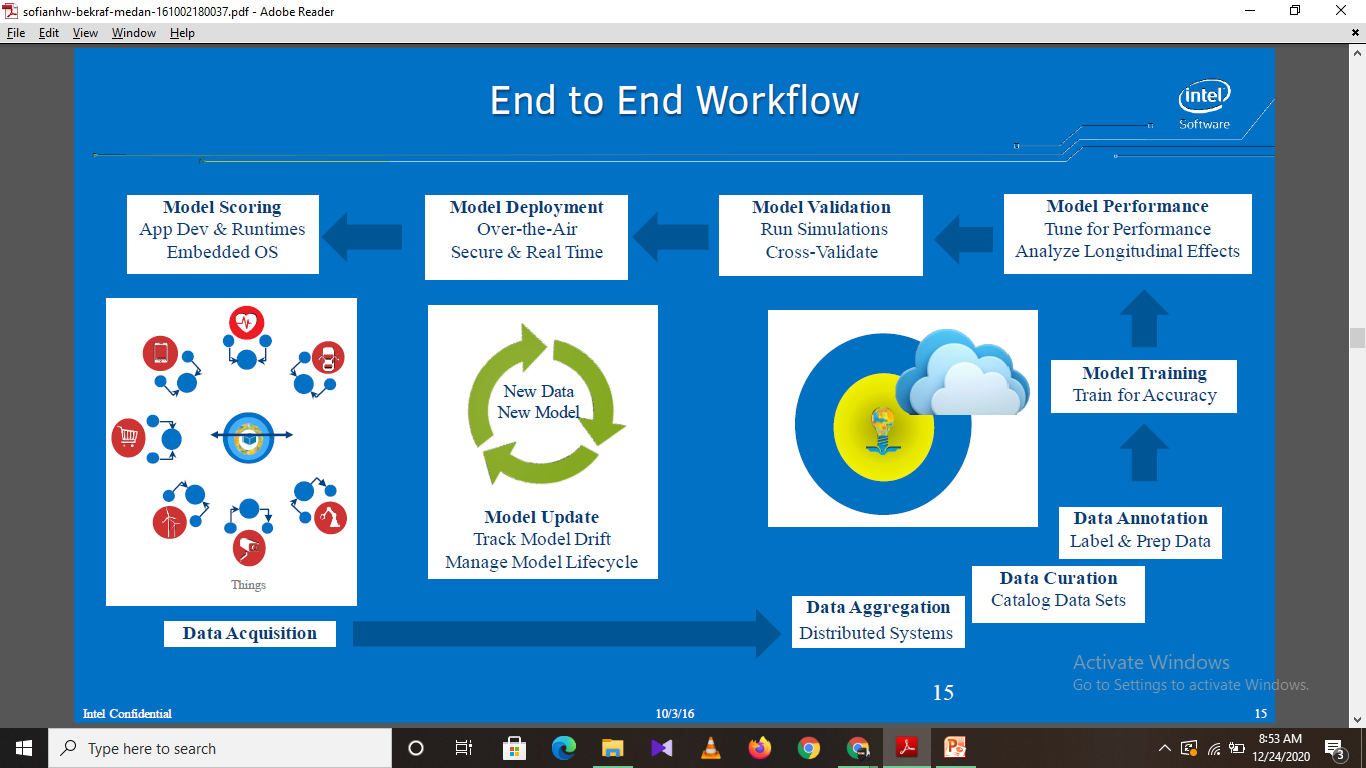 sofianhw-bekraf-medan-161002180037.pdf - Adobe Reader
File Edit View Window Help
End to End Workflow
intel
Software
Model Scoring
App Dev & Runtimes
Embedded OS
Model Deployment
Over-the-Air
Secure & Real Time
Model Validation
Run Simulations
Cross-Validate
Model Performance
Tune for Performance
Analyze Longitudinal Effects
Things
New Data
New Model
Model Update
Track Model Drift
Manage Model Lifecycle
Model Training
Train for Accuracy
Data Annotation
Label & Prep Data
Data Curation
Catalog Data Sets
Data Aggregation
Distributed Systems
Data Acquisition
Activate Windows
Go to Settings to activate Windows.
15
Intel Confidential
10/3/16
15
Type here to search
8:53 AM
12/24/2020
3